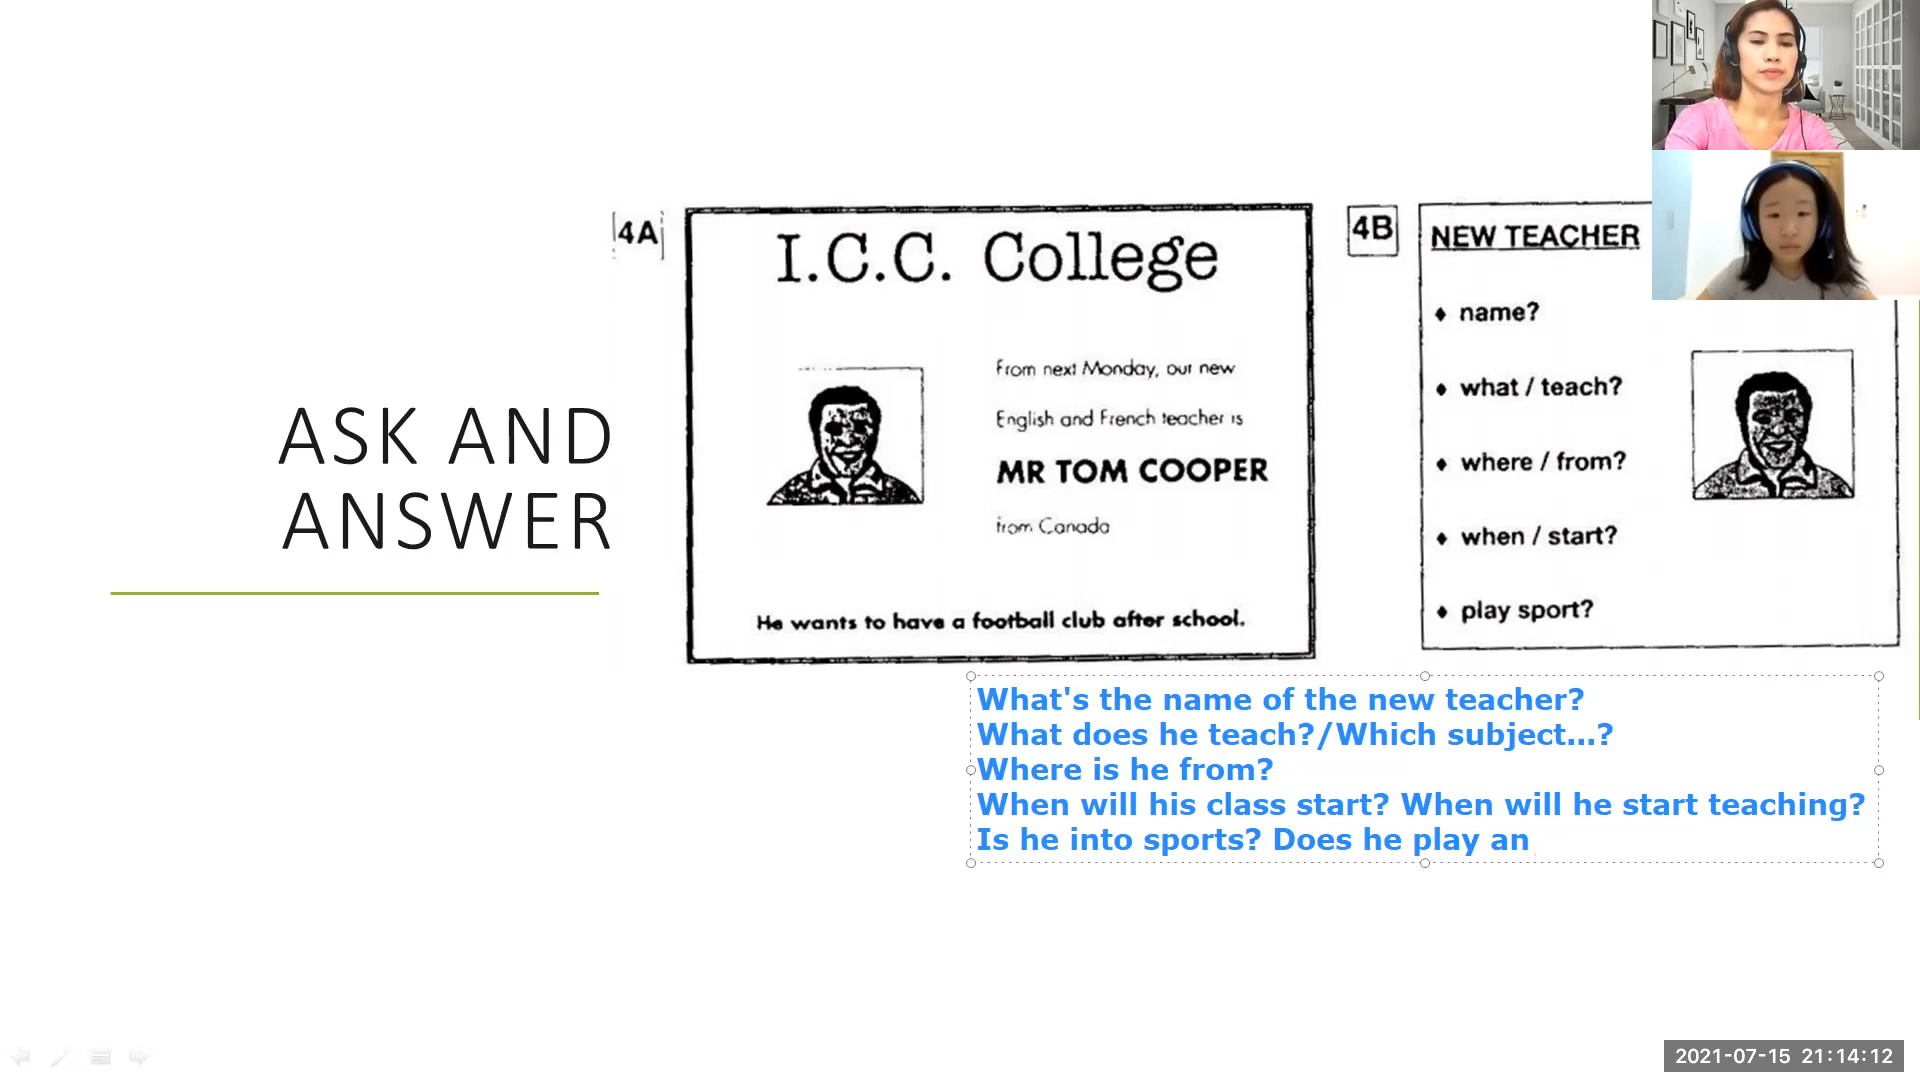 ASK AND
ANSWER
4A
I.C.C. College
From next Monday, our new
English and French teacher is
MR TOM COOPER
from Canada
He wants to have a football club after school.
4B
NEW TEACHER
♦ name?
♦ what / teach?
♦ where / from?
♦ when / start?
♦ play sport?
What's the name of the new teacher?
What does he teach?/Which subject...?
Where is he from?
When will his class start? When will he start teaching?
Is he into sports? Does he play an
2021-07-15 21:14:12